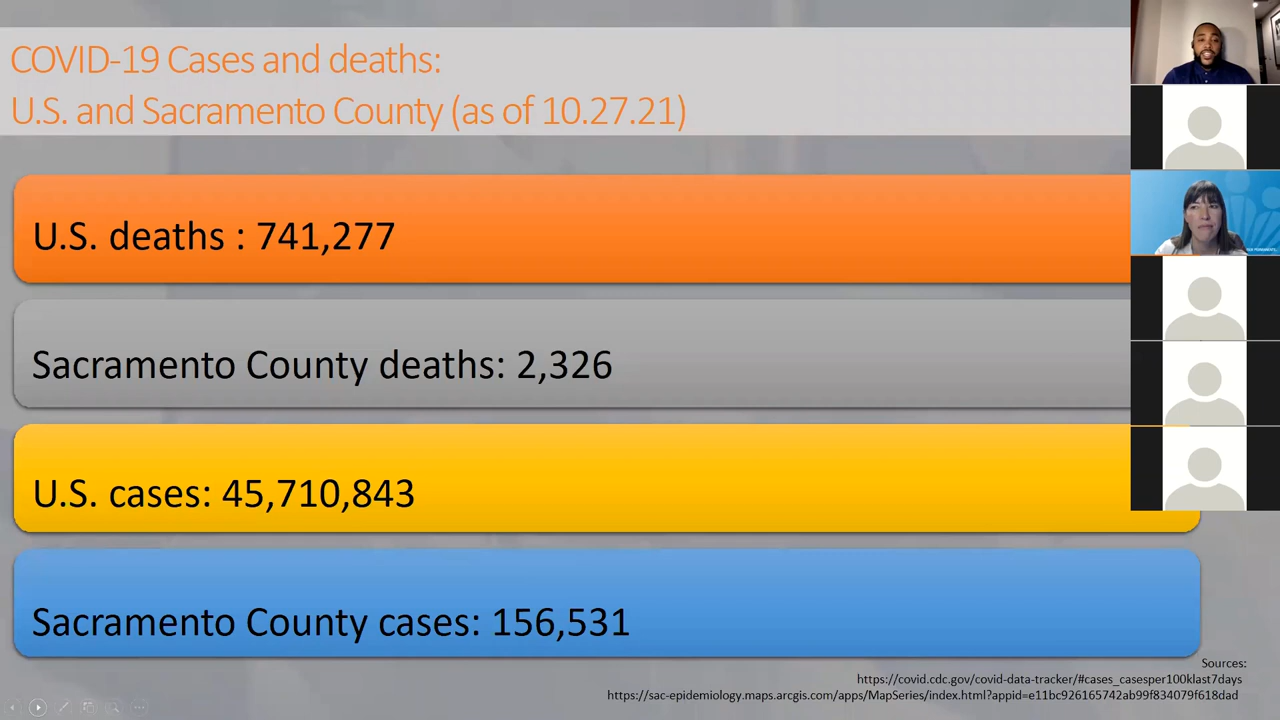 COVID-19 Cases and deaths:
U.S. and Sacramento County (as of 10.27.21)
U.S. deaths : 741,277
Sacramento County deaths: 2,326
U.S. cases: 45,710,843
Sacramento County cases: 156,531
Sources:
https://covid.cdc.gov/covid-data-tracker/#cases_casesper100klast7days
https://sac-epidemiology.maps.arcgis.com/apps/MapSeries/index.html?appid=e11bc926165742ab99f834079f618dad